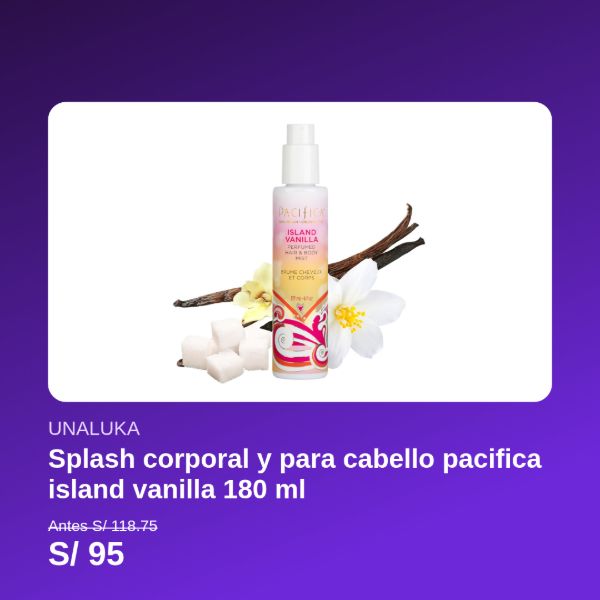 PACIFICA
ISLAND
VANILLA
PERFUMED
HAIR & BODY
MIST
BRUME CHEVEUX
ET CORPS
UNALUKA
Splash corporal y para cabello pacifica
island vanilla 180 ml
Antes S/ 118.75
S/ 95